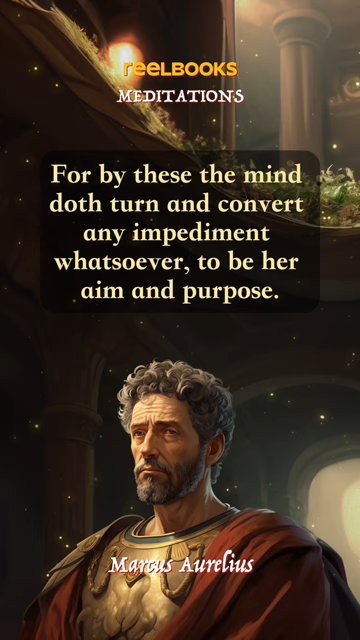 reelBOOKS
MEDITATIONS
For by these the mind
doth turn and convert
any impediment
whatsoever, to be her
aim and purpose.
Marcus Aurelius